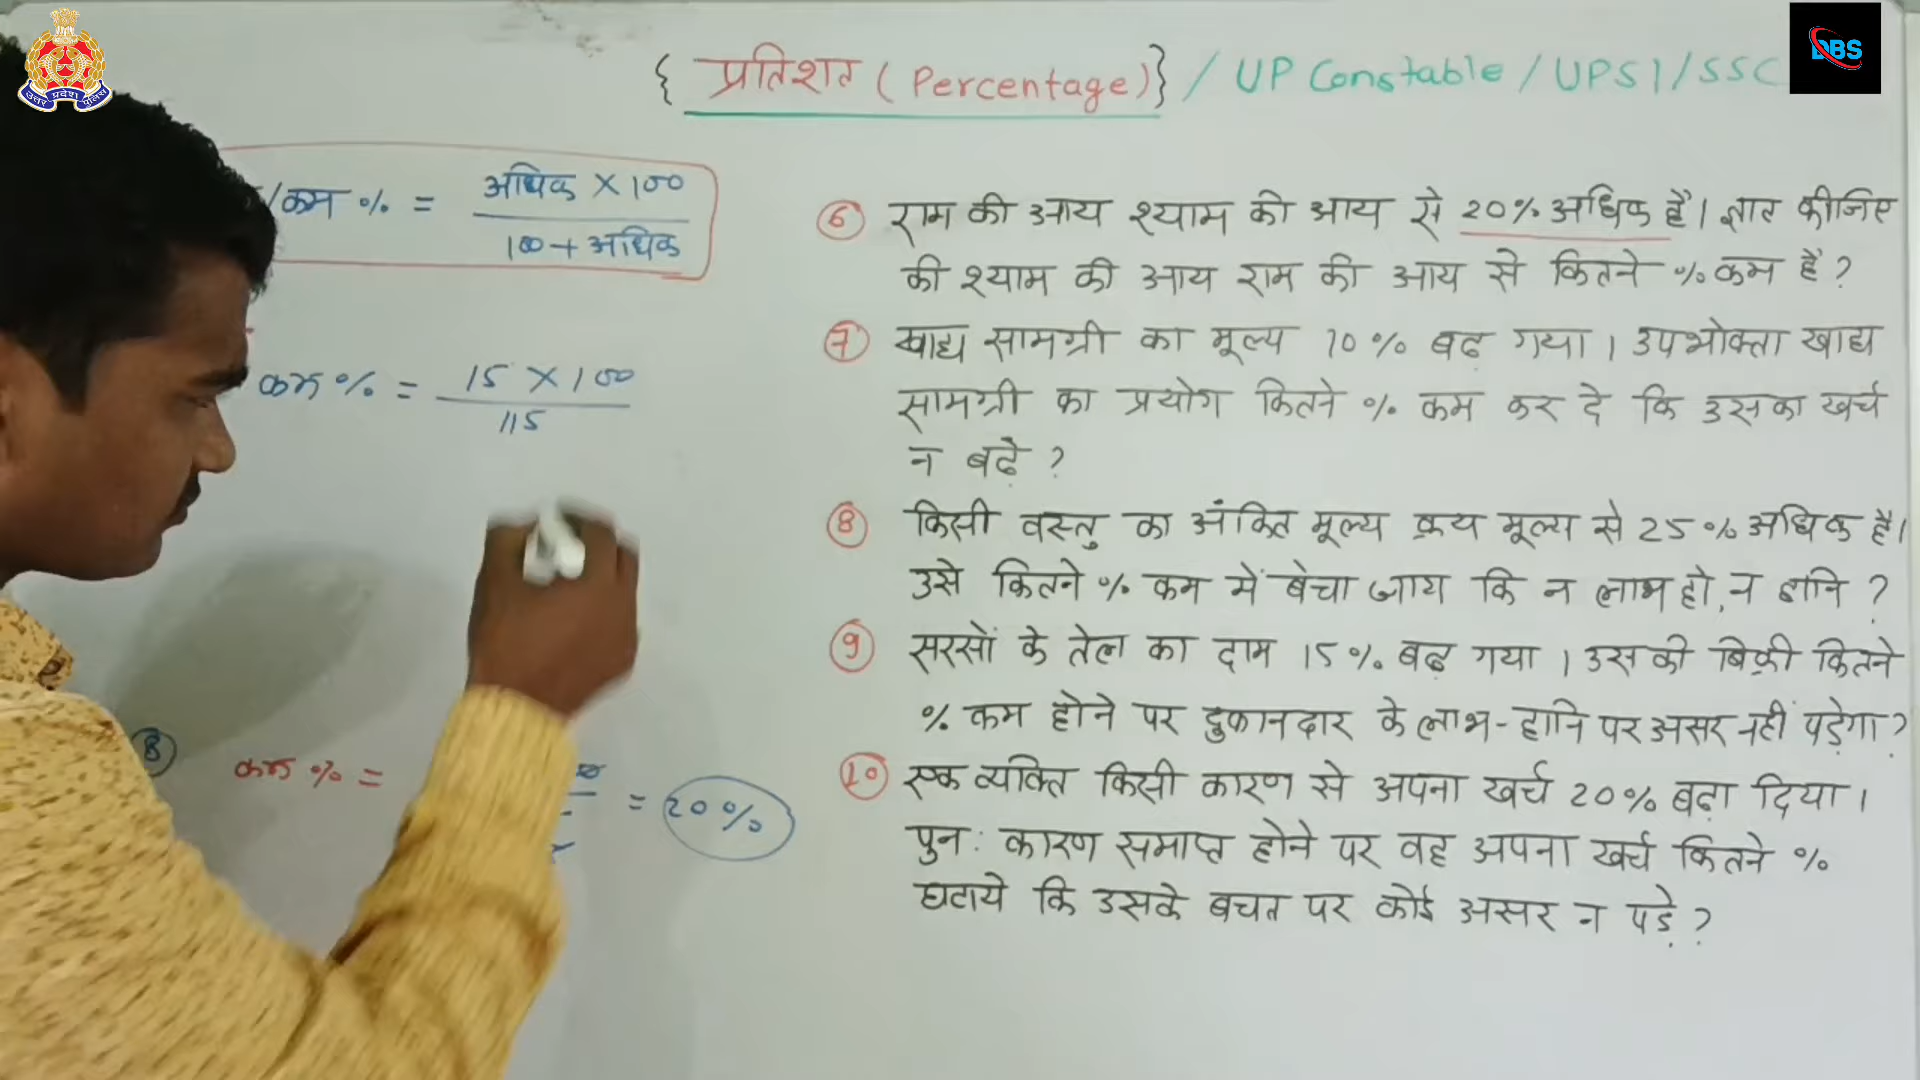 { प्रतिशत ( Percentage ) } / UP Constable / UPSI / SSC
DBS
उत्तर प्रदेश पुलिस
/कम % = अधिक × 100
100 + अधिक
कम % = 15 × 100
115
8 कम % =
= 20%
6 राम की आय श्याम की आय से 20% अधिक है। ज्ञात कीजिए
की श्याम की आय राम की आय से कितने % कम है ?
7 खाद्य सामग्री का मूल्य 10% बढ़ गया । उपभोक्ता खाद्य
सामग्री का प्रयोग कितने % कम कर दे कि उसका खर्च
न बढ़े ?
8 किसी वस्तु का अंकित मूल्य क्रय मूल्य से 25% अधिक है।
उसे कितने % कम में बेचा जाय कि न लाभ हो, न हानि ?
9 सरसों के तेल का दाम 15% बढ़ गया । उसकी बिक्री कितने
% कम होने पर दुकानदार के लाभ-हानि पर असर नहीं पड़ेगा?
10 एक व्यक्ति किसी कारण से अपना खर्च 20% बढ़ा दिया ।
पुन: कारण समाप्त होने पर वह अपना खर्च कितने %
घटाये कि उसके बचत पर कोई असर न पड़े ?